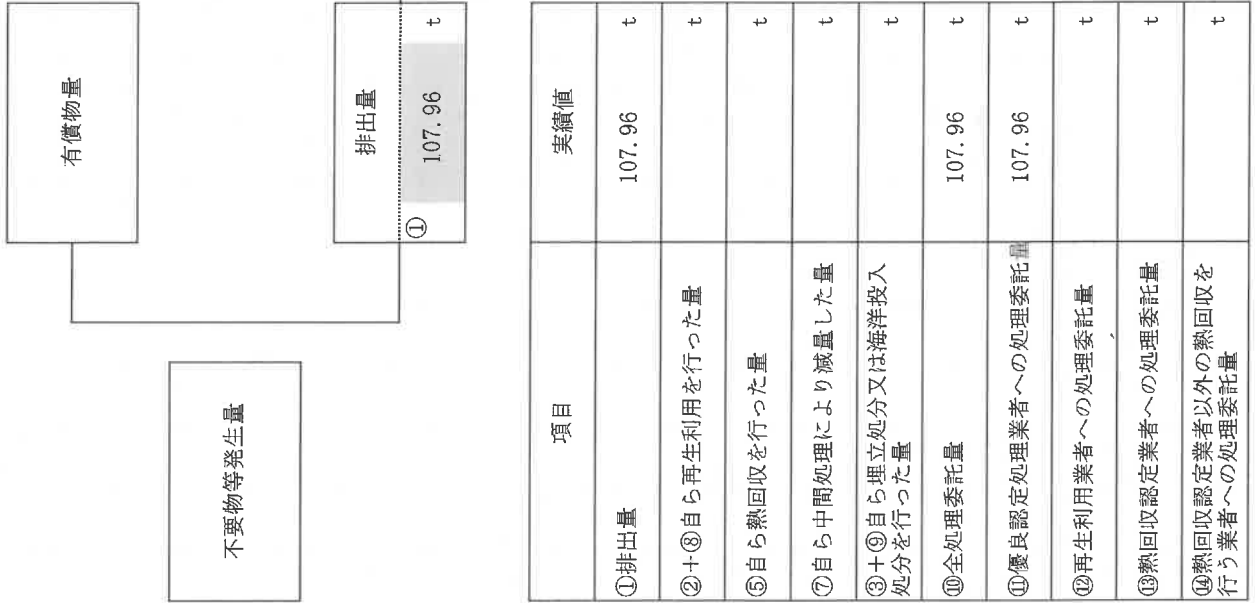 有償物量
不要物等発生量
排出量
① 107.96 t
項目 実績値
①排出量 107.96 t
②+⑧自ら再生利用を行った量 t
⑤自ら熱回収を行った量 t
⑦自ら中間処理により減量した量 t
③+⑨自ら埋立処分又は海洋投入
処分を行った量 t
⑩全処理委託量 107.96 t
⑪優良認定処理業者への処理委託量 107.96 t
⑫再生利用業者への処理委託量 t
⑬熱回収認定業者への処理委託量 t
⑭熱回収認定業者以外の熱回収を
行う業者への処理委託量 t